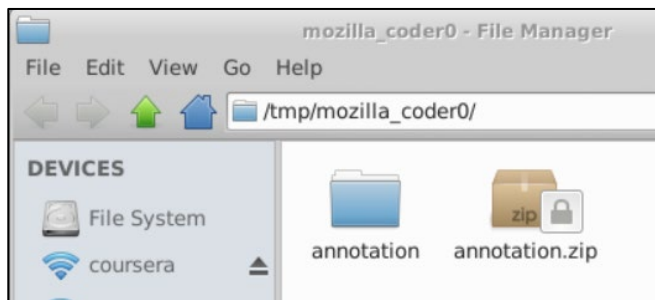 mozilla_coder0 - File Manager
File Edit View Go Help
/tmp/mozilla_coder0/
DEVICES
File System
coursera
zip
annotation
annotation.zip